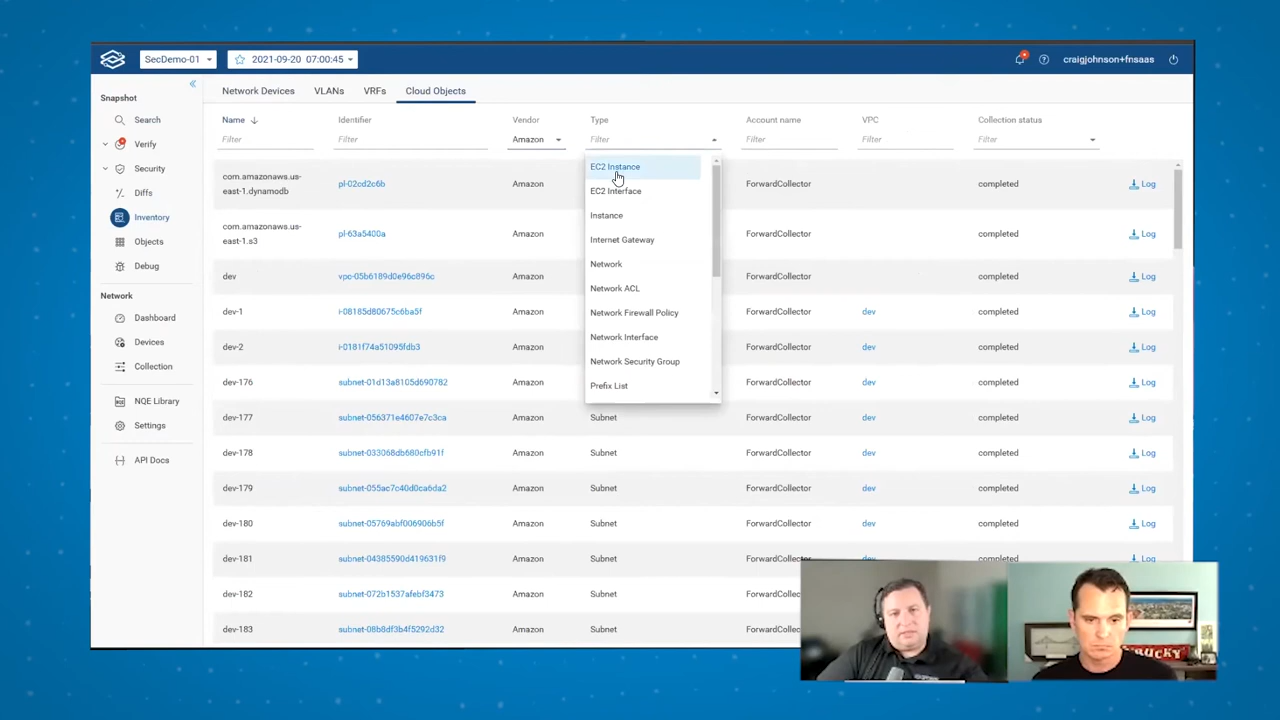 SecDemo-01
2021-09-20 07:00:45
craigjohnson+fnsaas
Snapshot
Search
Verify
Security
Diffs
Inventory
Objects
Debug
Network
Dashboard
Devices
Collection
NQE Library
Settings
API Docs
Network Devices VLANs VRFs Cloud Objects
Name Identifier Vendor Type Account name VPC Collection status
Filter Filter Amazon Filter Filter Filter Filter
EC2 Instance
EC2 Interface
Instance
Internet Gateway
Network
Network ACL
Network Firewall Policy
Network Interface
Network Security Group
Prefix List
com.amazonaws.us-
east-1.dynamodb pl-02cd2c6b Amazon ForwardCollector completed Log
com.amazonaws.us-
east-1.s3 pl-63a5400a Amazon ForwardCollector completed Log
dev vpc-05b6189d0e96c896c Amazon ForwardCollector completed Log
dev-1 i-08185d80675c6ba5f Amazon ForwardCollector dev completed Log
dev-2 i-0181f74a51095fdb3 Amazon ForwardCollector dev completed Log
dev-176 subnet-01d13a8105d690782 Amazon ForwardCollector dev completed Log
dev-177 subnet-056371e4607e7c3ca Amazon Subnet ForwardCollector dev completed Log
dev-178 subnet-033068db680cfb91f Amazon Subnet ForwardCollector dev completed Log
dev-179 subnet-055ac7c40d0ca6da2 Amazon Subnet ForwardCollector dev completed Log
dev-180 subnet-05769abf006906b5f Amazon Subnet ForwardCollector dev completed Log
dev-181 subnet-04385590d419631f9 Amazon Subnet ForwardCollector dev completed Log
dev-182 subnet-072b1537afebf3473 Amazon Subnet ForwardCo
dev-183 subnet-08b8df3b4f5292d32 Amazon Subnet ForwardCo